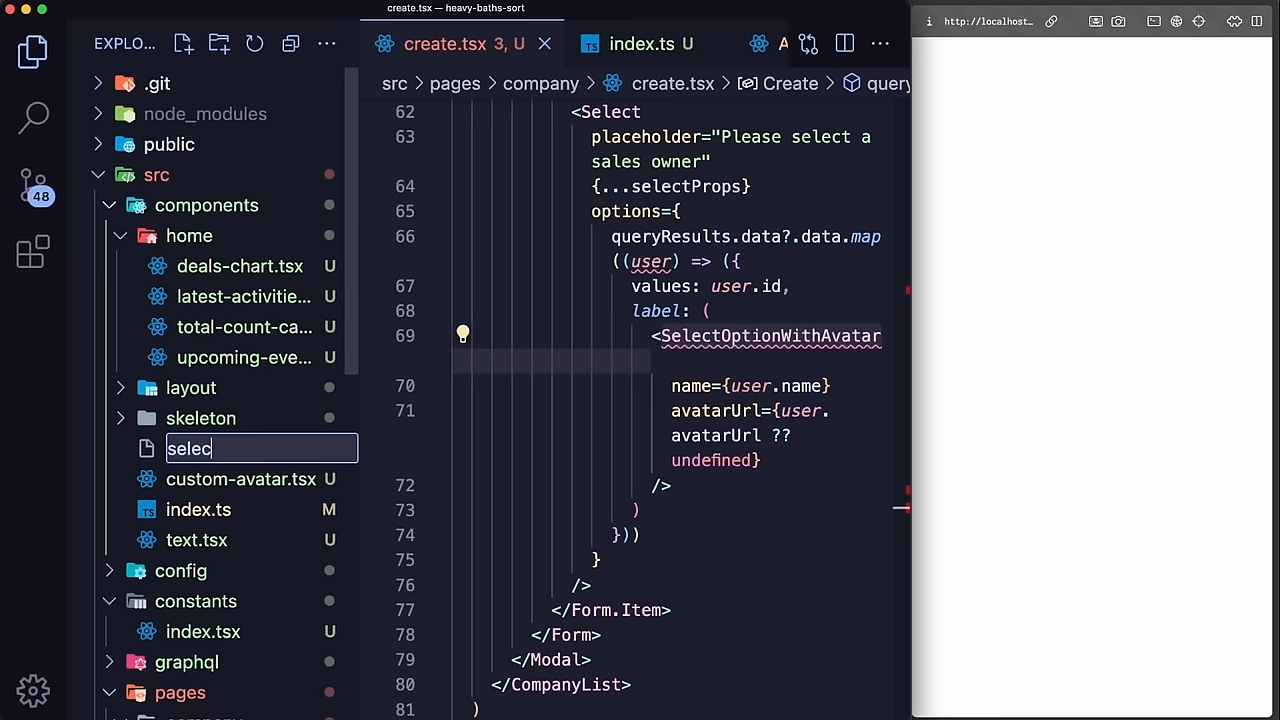 create.tsx — heavy-baths-sort
EXPLO...
create.tsx 3, U
TS index.ts U
A
http://localhost...
src > pages > company > create.tsx > Create > query
.git
node_modules
public
src
components
home
deals-chart.tsx U
latest-activitie... U
total-count-ca... U
upcoming-eve... U
layout
skeleton
selec
custom-avatar.tsx U
TS index.ts M
text.tsx U
config
constants
index.tsx U
graphql
pages
48
62 <Select
63 placeholder="Please select a
sales owner"
64 {...selectProps}
65 options={
66 queryResults.data?.data.map
((user) => ({
67 values: user.id,
68 label: (
69 <SelectOptionWithAvatar
70 name={user.name}
71 avatarUrl={user.
avatarUrl ??
undefined}
72 />
73 )
74 }))
75 }
76 />
77 </Form.Item>
78 </Form>
79 </Modal>
80 </CompanyList>
81 )